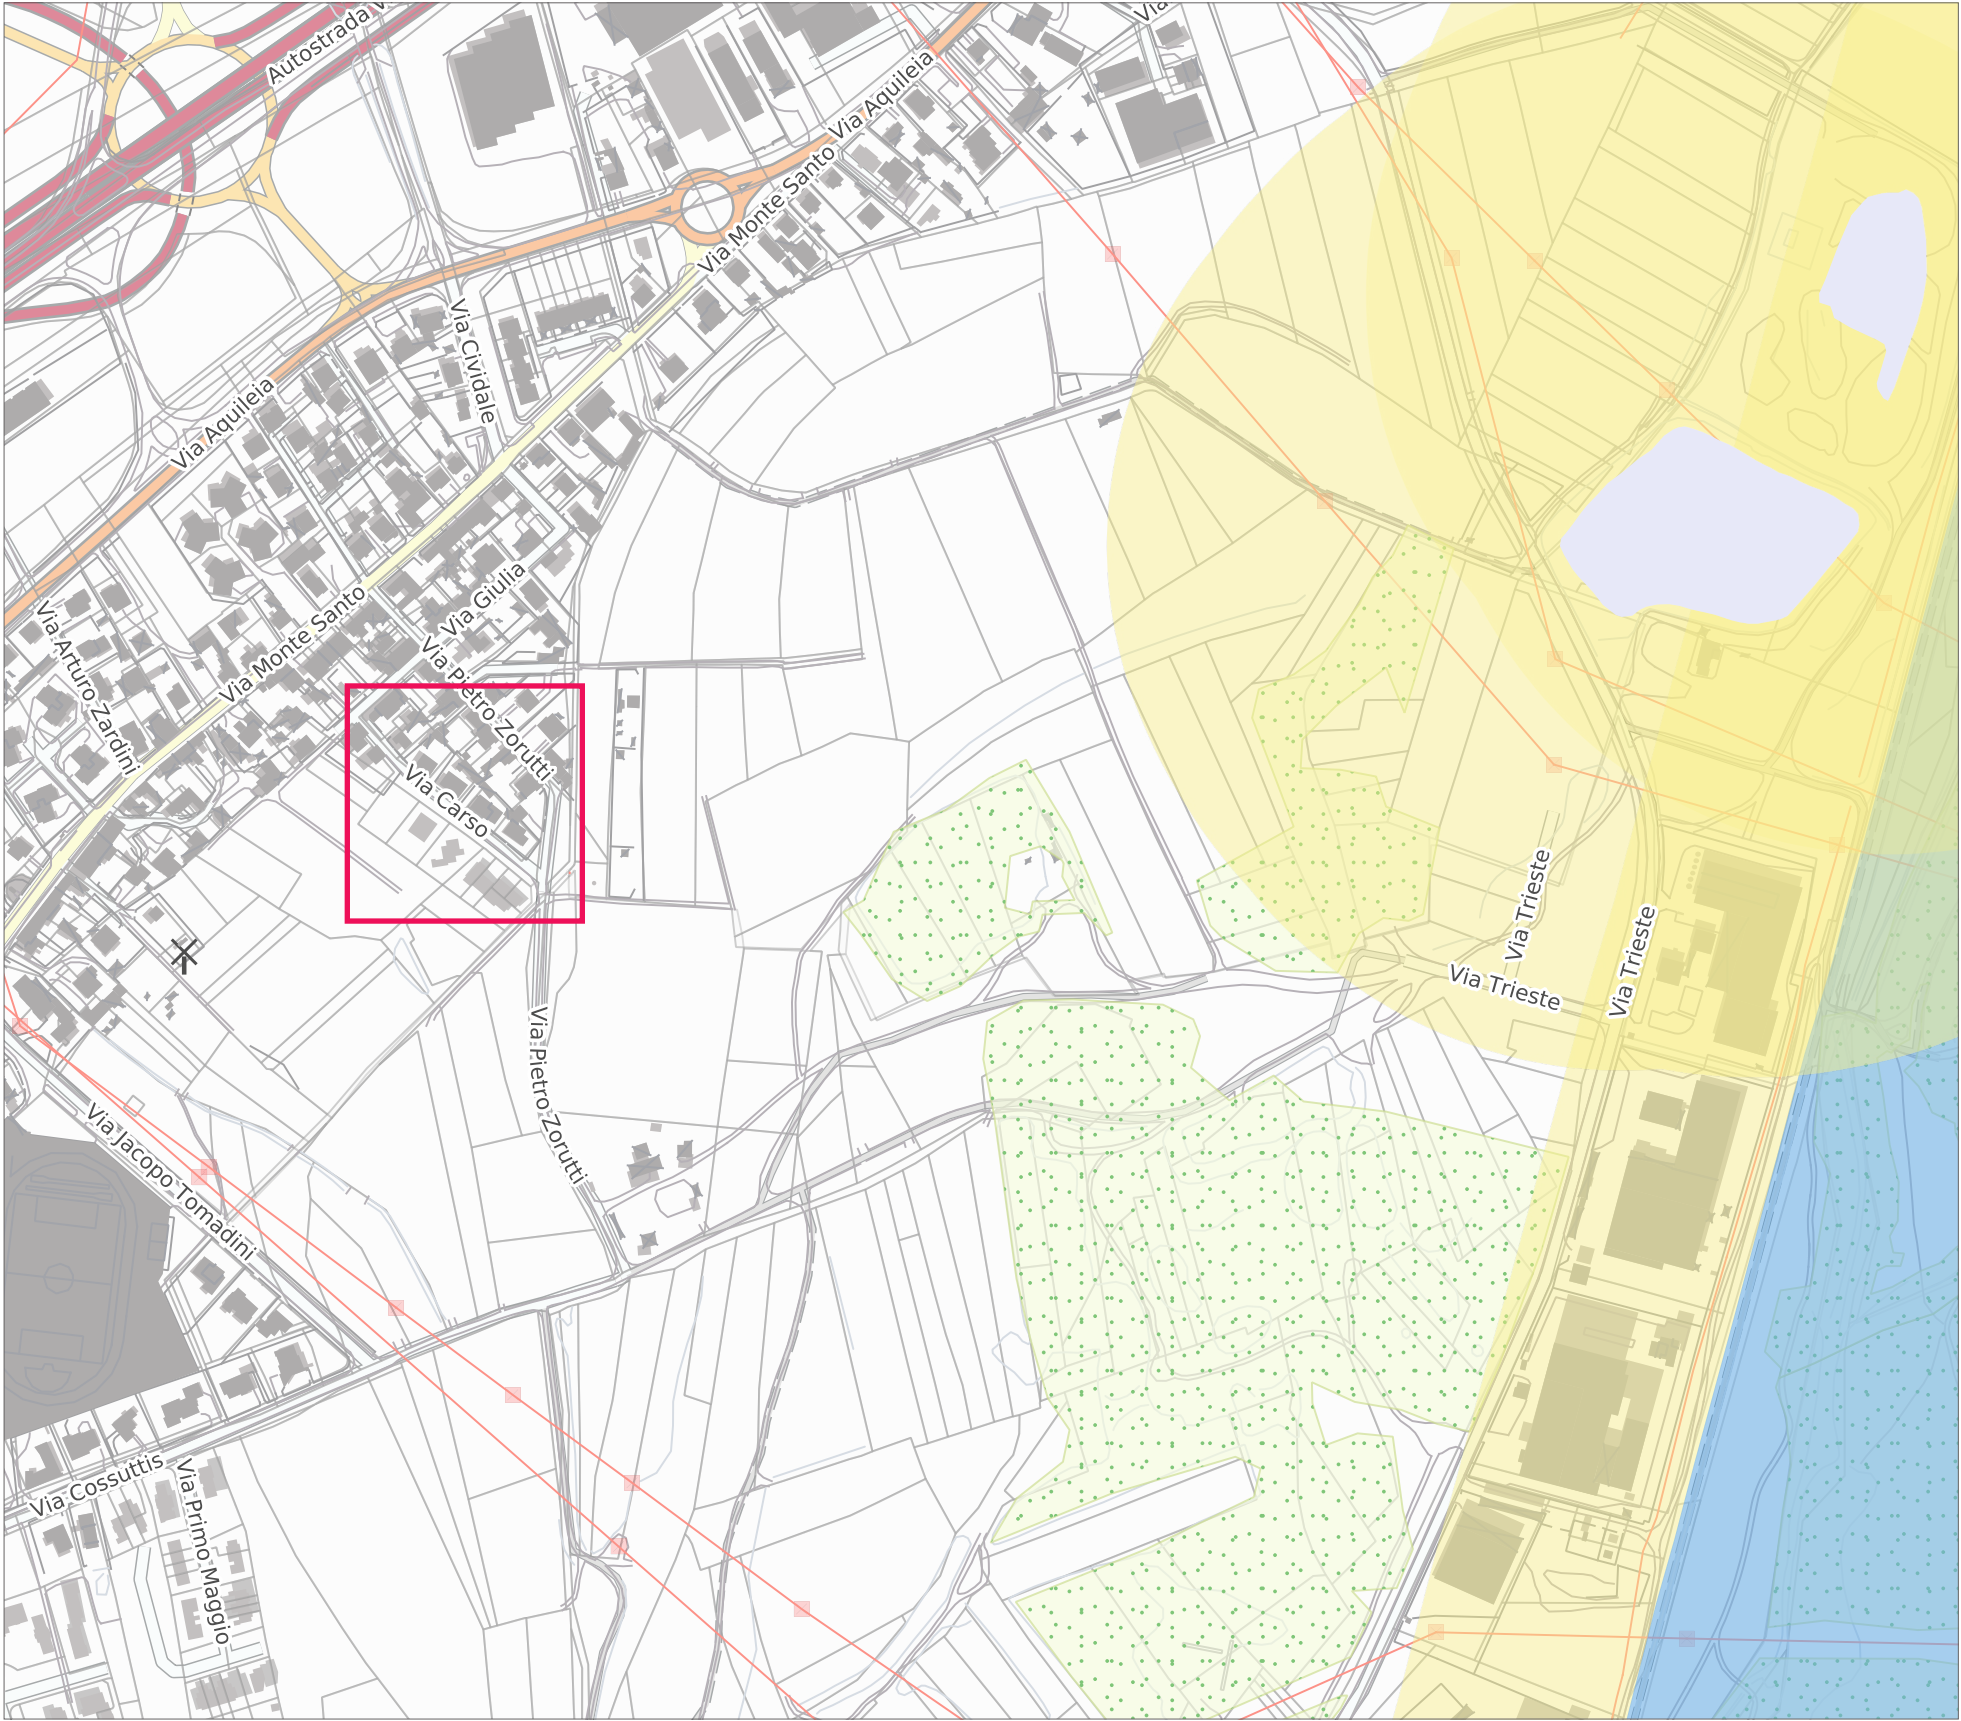 Autostrada V
Via
Via Aquileia
Via Monte Santo
Via Cividale
Via Aquileia
Via Giulia
Via Monte Santo
Via Arturo Zardini
Via Pietro Zorutti
Via Carso
Via Trieste
Via Trieste
Via Trieste
Via Pietro Zorutti
Via Jacopo Tomadini
Via Cossuttis
Via Primo Maggio